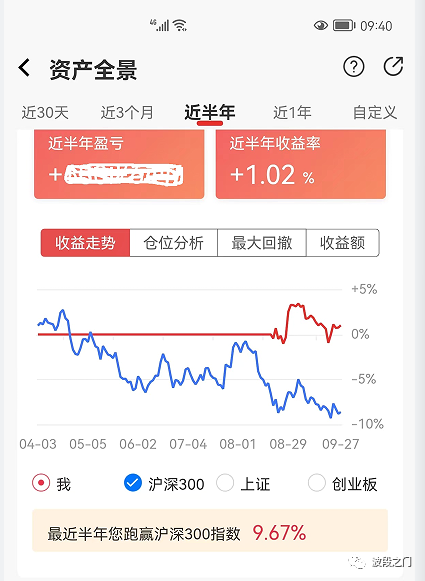 4G 09:40
资产全景
近30天 近3个月 近半年 近1年 自定义
近半年盈亏 近半年收益率
+ +1.02 %
收益走势 仓位分析 最大回撤 收益额
+5%
0%
-5%
-10%
04-03 05-05 06-02 07-04 08-01 08-29 09-27
我 沪深300 上证 创业板
最近半年您跑赢沪深300指数 9.67%
波段之门